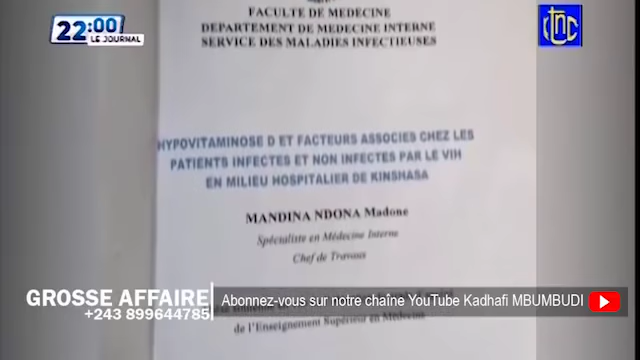 22:00
LE JOURNAL
RTNC
FACULTE DE MEDECINE
DEPARTEMENT DE MEDECINE INTERNE
SERVICE DES MALADIES INFECTIEUSES
HYPOVITAMINOSE D ET FACTEURS ASSOCIES CHEZ LES
PATIENTS INFECTES ET NON INFECTES PAR LE VIH
EN MILIEU HOSPITALIER DE KINSHASA
MANDINA NDONA Madone
Spécialiste en Médecine Interne
Chef de Travaux
GROSSE AFFAIRE
+243 899644785
Abonnez-vous sur notre chaîne YouTube Kadhafi MBUMBUDI
de l'Enseignement Supérieur en Médecine